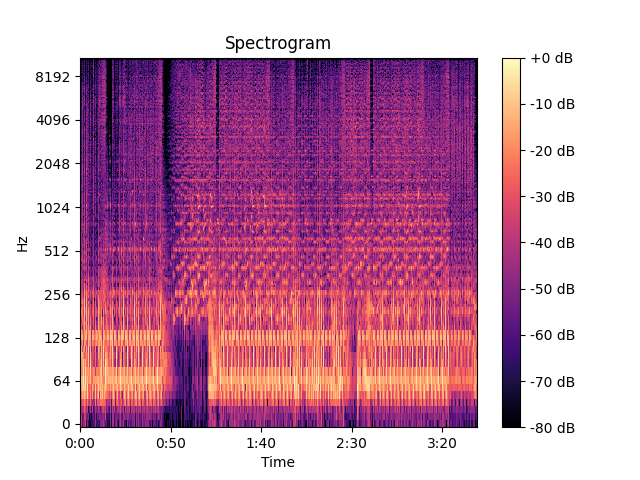 Spectrogram
Hz
8192
4096
2048
1024
512
256
128
64
0
0:00 0:50 1:40 2:30 3:20
Time
+0 dB
-10 dB
-20 dB
-30 dB
-40 dB
-50 dB
-60 dB
-70 dB
-80 dB